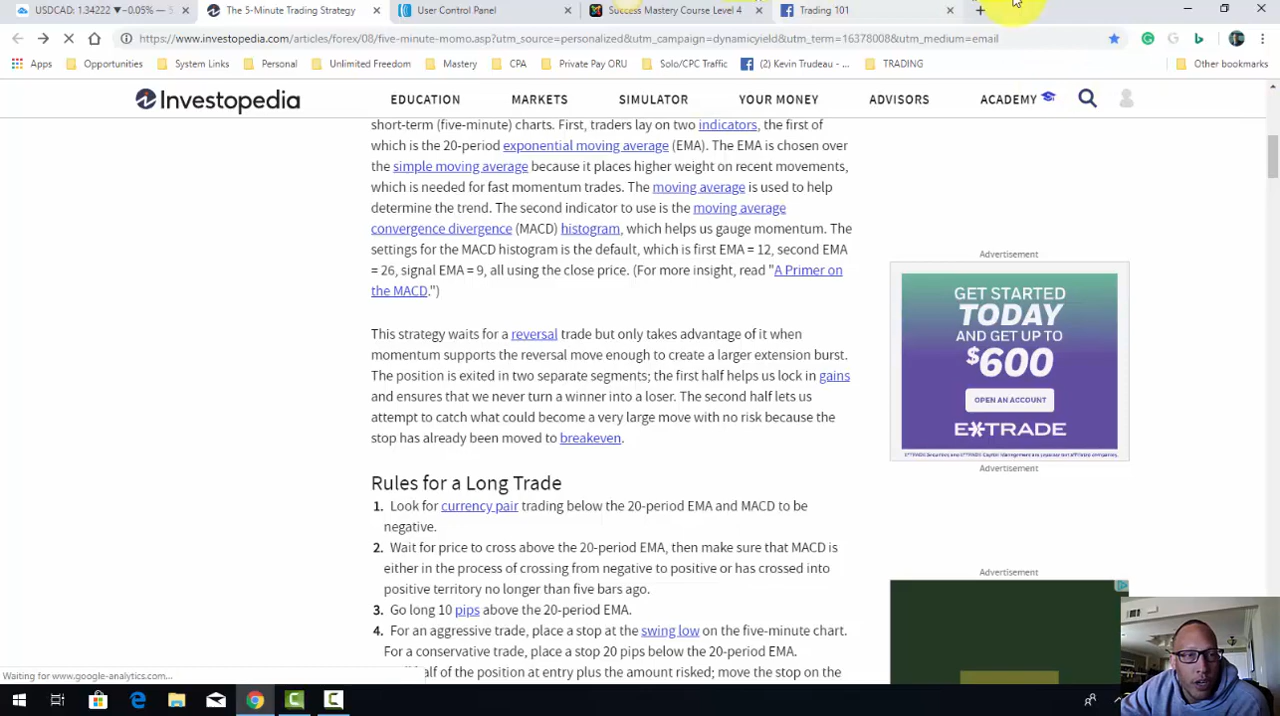 USDCAD: 1.34222 ▼−0.05% —
The 5-Minute Trading Strategy
User Control Panel
Success Mastery Course Level 4
Trading 101
https://www.investopedia.com/articles/forex/08/five-minute-momo.asp?utm_source=personalized&utm_campaign=dynamicyield&utm_term=16378088&utm_medium=email
Apps Opportunities System Links Personal Unlimited Freedom Mastery CPA Private Pay ORU Solo/CPC Traffic (2) Kevin Trudeau - ... TRADING Other bookmarks
Investopedia EDUCATION MARKETS SIMULATOR YOUR MONEY ADVISORS ACADEMY
short-term (five-minute) charts. First, traders lay on two indicators, the first of
which is the 20-period exponential moving average (EMA). The EMA is chosen over
the simple moving average because it places higher weight on recent movements,
which is needed for fast momentum trades. The moving average is used to help
determine the trend. The second indicator to use is the moving average
convergence divergence (MACD) histogram, which helps us gauge momentum. The
settings for the MACD histogram is the default, which is first EMA = 12, second EMA
= 26, signal EMA = 9, all using the close price. (For more insight, read "A Primer on
the MACD.")
This strategy waits for a reversal trade but only takes advantage of it when
momentum supports the reversal move enough to create a larger extension burst.
The position is exited in two separate segments; the first half helps us lock in gains
and ensures that we never turn a winner into a loser. The second half lets us
attempt to catch what could become a very large move with no risk because the
stop has already been moved to breakeven.
Rules for a Long Trade
1. Look for currency pair trading below the 20-period EMA and MACD to be
negative.
2. Wait for price to cross above the 20-period EMA, then make sure that MACD is
either in the process of crossing from negative to positive or has crossed into
positive territory no longer than five bars ago.
3. Go long 10 pips above the 20-period EMA.
4. For an aggressive trade, place a stop at the swing low on the five-minute chart.
For a conservative trade, place a stop 20 pips below the 20-period EMA.
half of the position at entry plus the amount risked; move the stop on the
Waiting for www.google-analytics.com...
Advertisement
GET STARTED
TODAY
AND GET UP TO
$600
OPEN AN ACCOUNT
E*TRADE
Advertisement
Advertisement